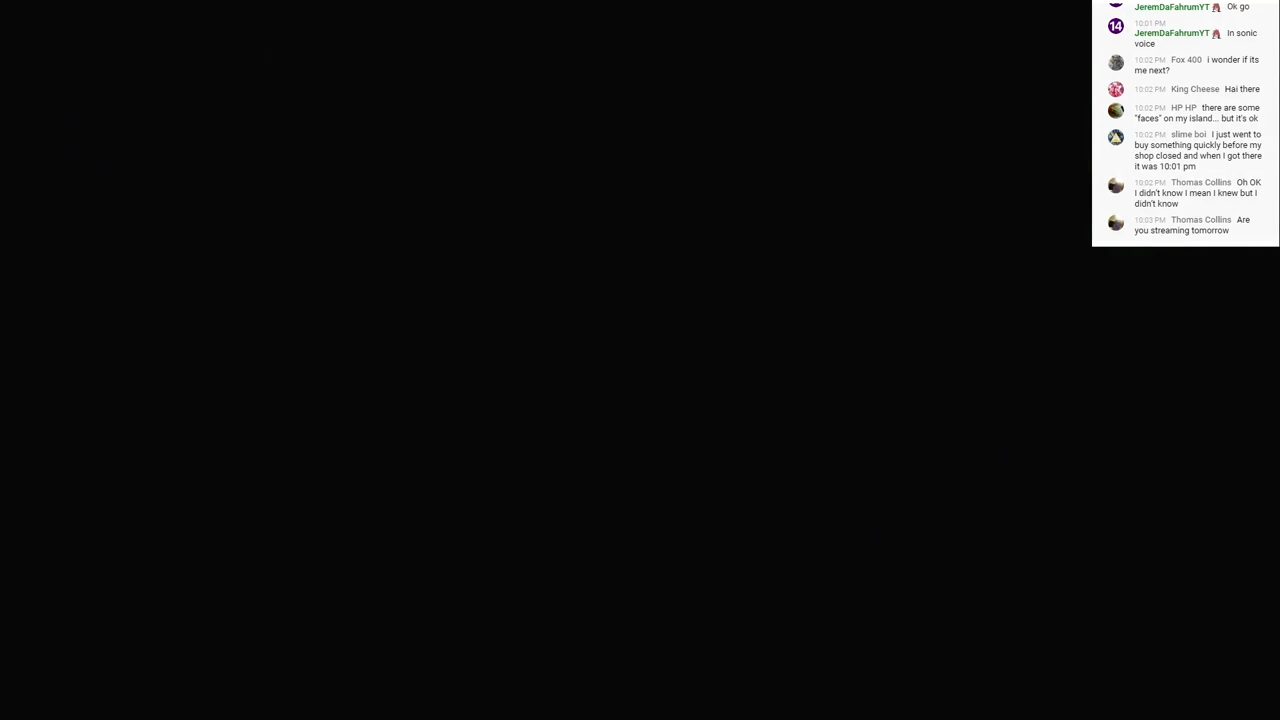 JeremDaFahrumYT Ok go
14
10:01 PM
JeremDaFahrumYT In sonic
voice
10:02 PM Fox 400 i wonder if its
me next?
10:02 PM King Cheese Hai there
10:02 PM HP HP there are some
"faces" on my island... but it's ok
10:02 PM slime boi I just went to
buy something quickly before my
shop closed and when I got there
it was 10:01 pm
10:02 PM Thomas Collins Oh OK
I didn't know I mean I knew but I
didn't know
10:03 PM Thomas Collins Are
you streaming tomorrow